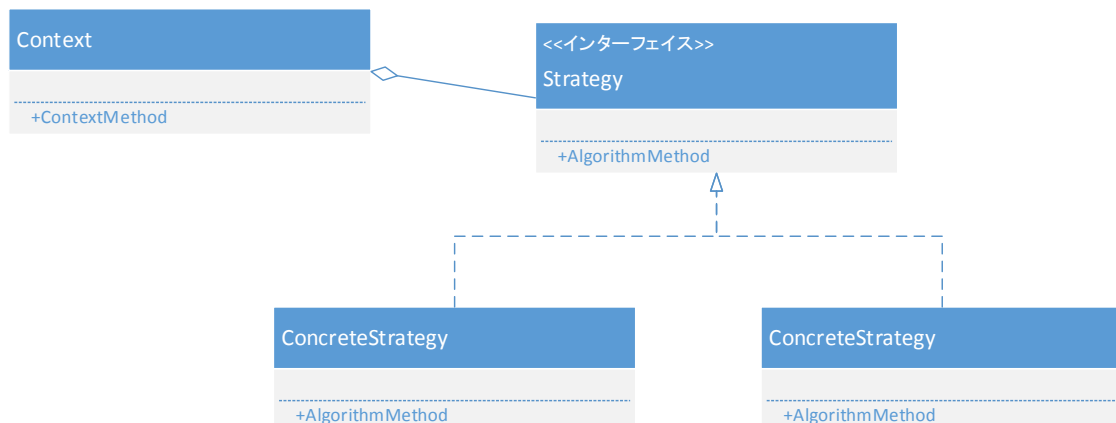 Context
+ContextMethod
<<インターフェイス>>
Strategy
+AlgorithmMethod
ConcreteStrategy
+AlgorithmMethod
ConcreteStrategy
+AlgorithmMethod